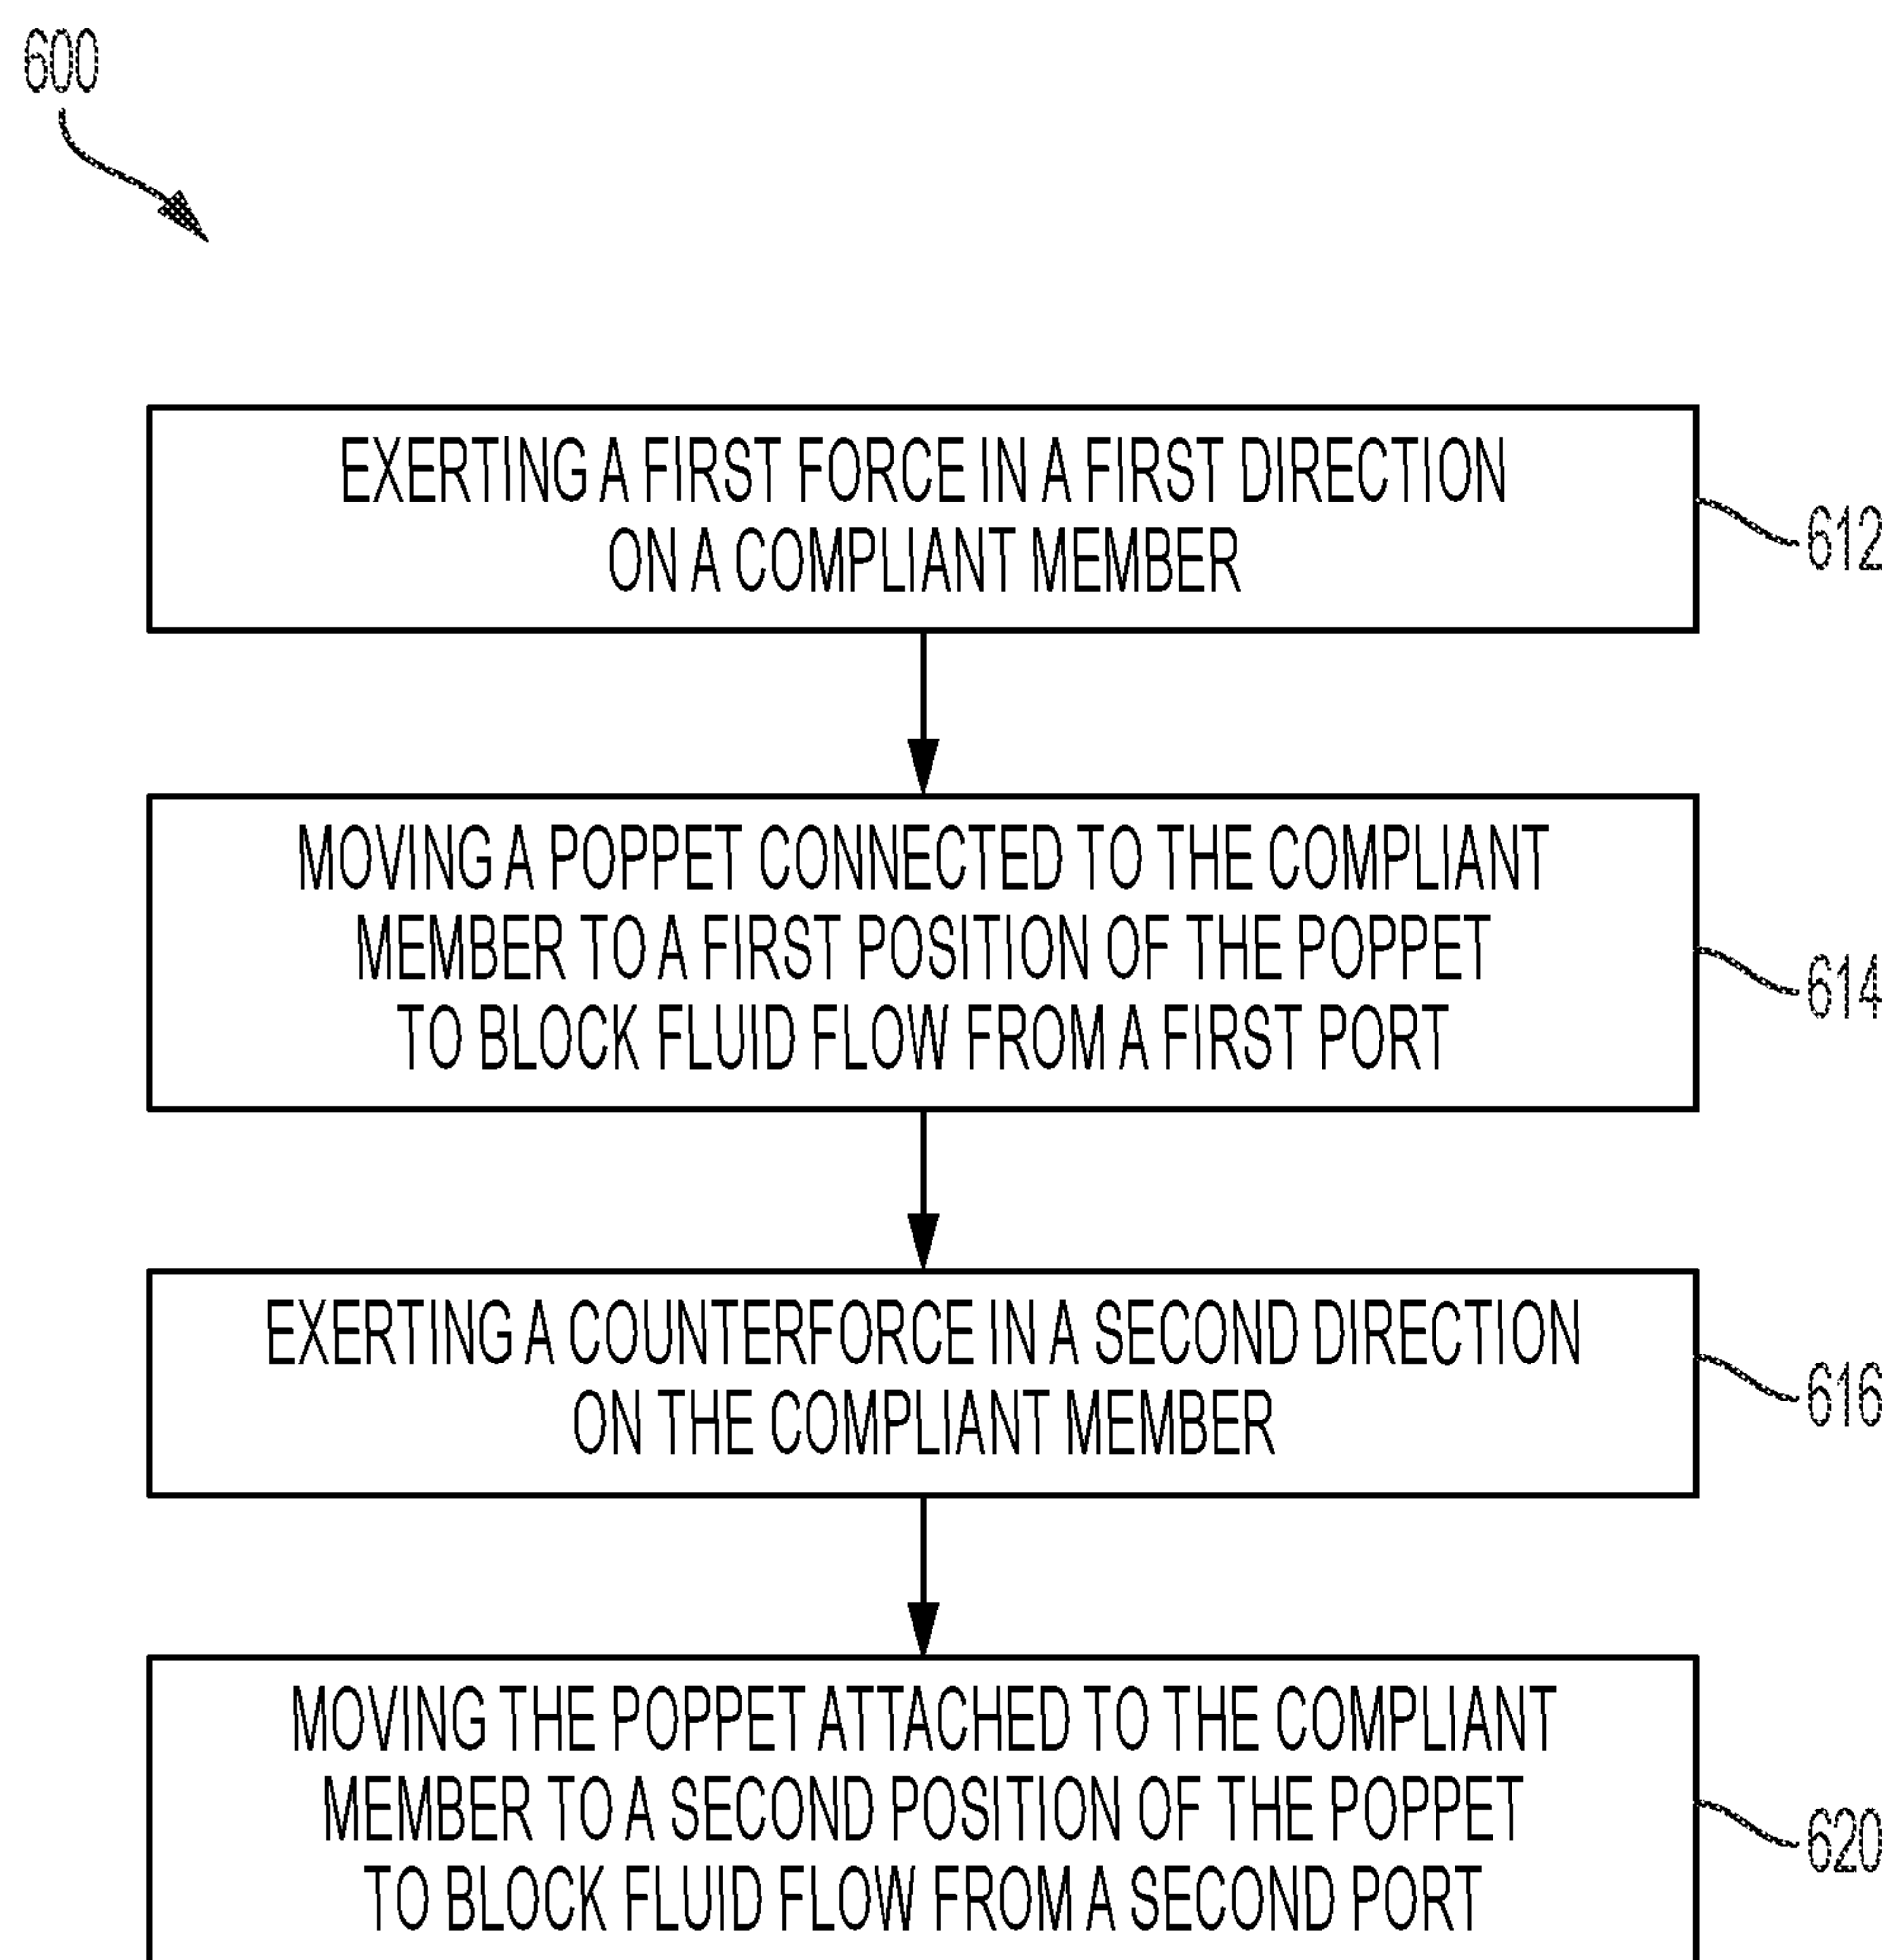 600
EXERTING A FIRST FORCE IN A FIRST DIRECTION
ON A COMPLIANT MEMBER
612
MOVING A POPPET CONNECTED TO THE COMPLIANT
MEMBER TO A FIRST POSITION OF THE POPPET
TO BLOCK FLUID FLOW FROM A FIRST PORT
614
EXERTING A COUNTERFORCE IN A SECOND DIRECTION
ON THE COMPLIANT MEMBER
616
MOVING THE POPPET ATTACHED TO THE COMPLIANT
MEMBER TO A SECOND POSITION OF THE POPPET
TO BLOCK FLUID FLOW FROM A SECOND PORT
620